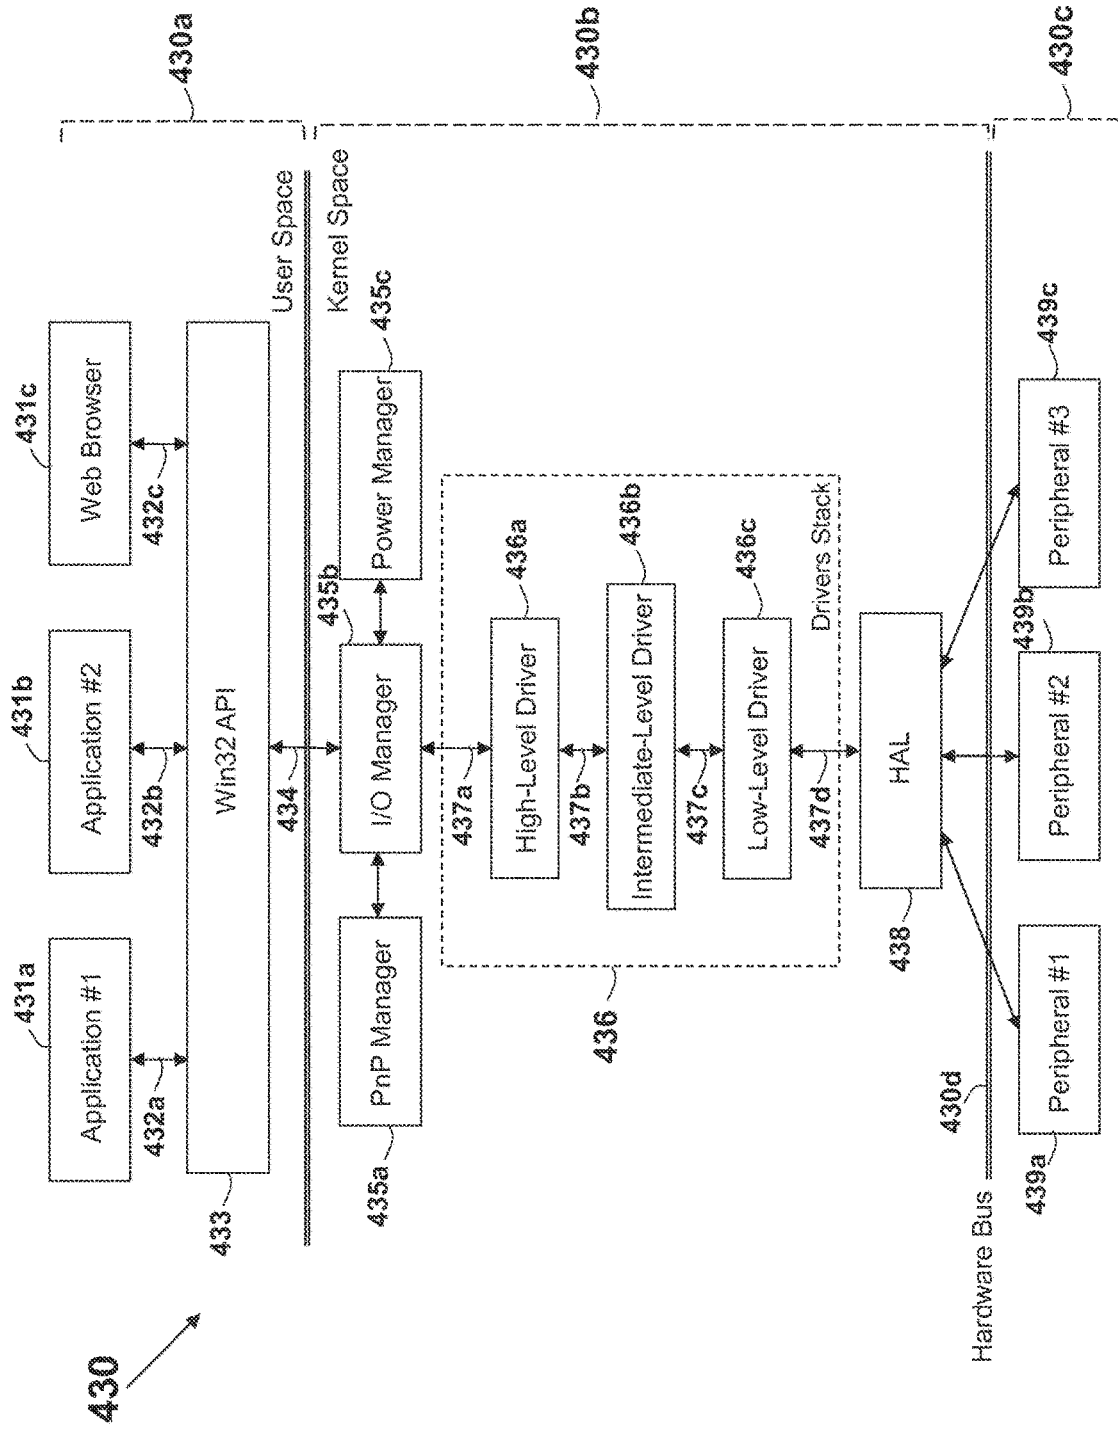 430
430a
431a
Application #1
431b
Application #2
431c
Web Browser
432a
432b
432c
433
Win32 API
User Space
434
Kernel Space
430b
435a
PnP Manager
435b
I/O Manager
435c
Power Manager
437a
436
High-Level Driver
436a
437b
Intermediate-Level Driver
436b
437c
Low-Level Driver
436c
437d
Drivers Stack
438
HAL
430d
Hardware Bus
430c
439a
Peripheral #1
439b
Peripheral #2
439c
Peripheral #3